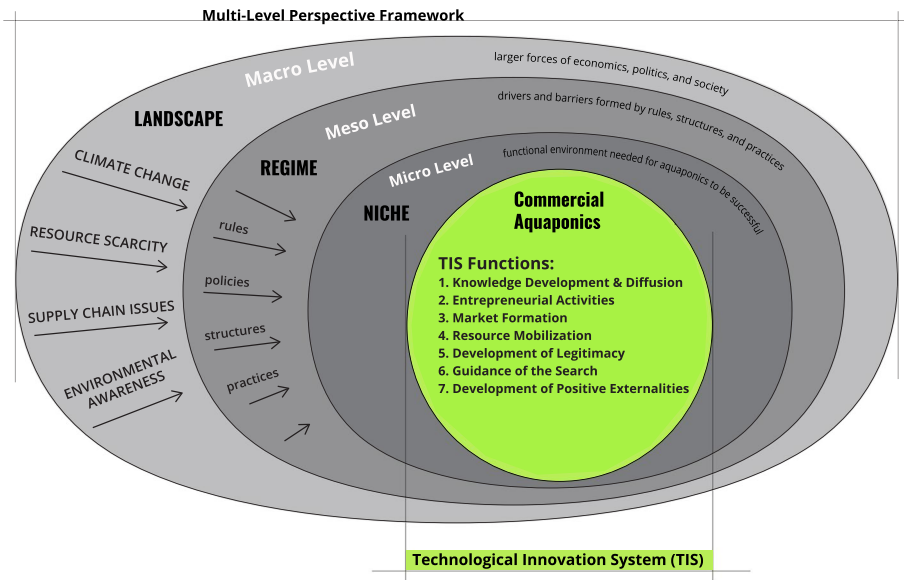 Multi-Level Perspective Framework
Macro Level
larger forces of economics, politics, and society
LANDSCAPE
Meso Level
drivers and barriers formed by rules, structures, and practices
REGIME
Micro Level
functional environment needed for aquaponics to be successful
NICHE
CLIMATE CHANGE
RESOURCE SCARCITY
SUPPLY CHAIN ISSUES
ENVIRONMENTAL
AWARENESS
rules
policies
structures
practices
Commercial
Aquaponics
TIS Functions:
1. Knowledge Development & Diffusion
2. Entrepreneurial Activities
3. Market Formation
4. Resource Mobilization
5. Development of Legitimacy
6. Guidance of the Search
7. Development of Positive Externalities
Technological Innovation System (TIS)